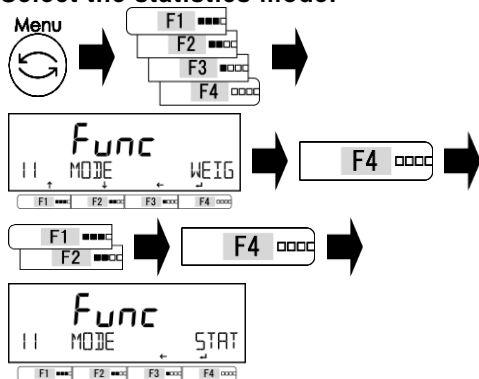 Select the statistics mode.
Menu
F1
F2
F3
F4
Func
11 MODE WEIG
F1 F2 F3 F4
F4
F1
F2
F4
Func
11 MODE STAT
F1 F2 F3 F4